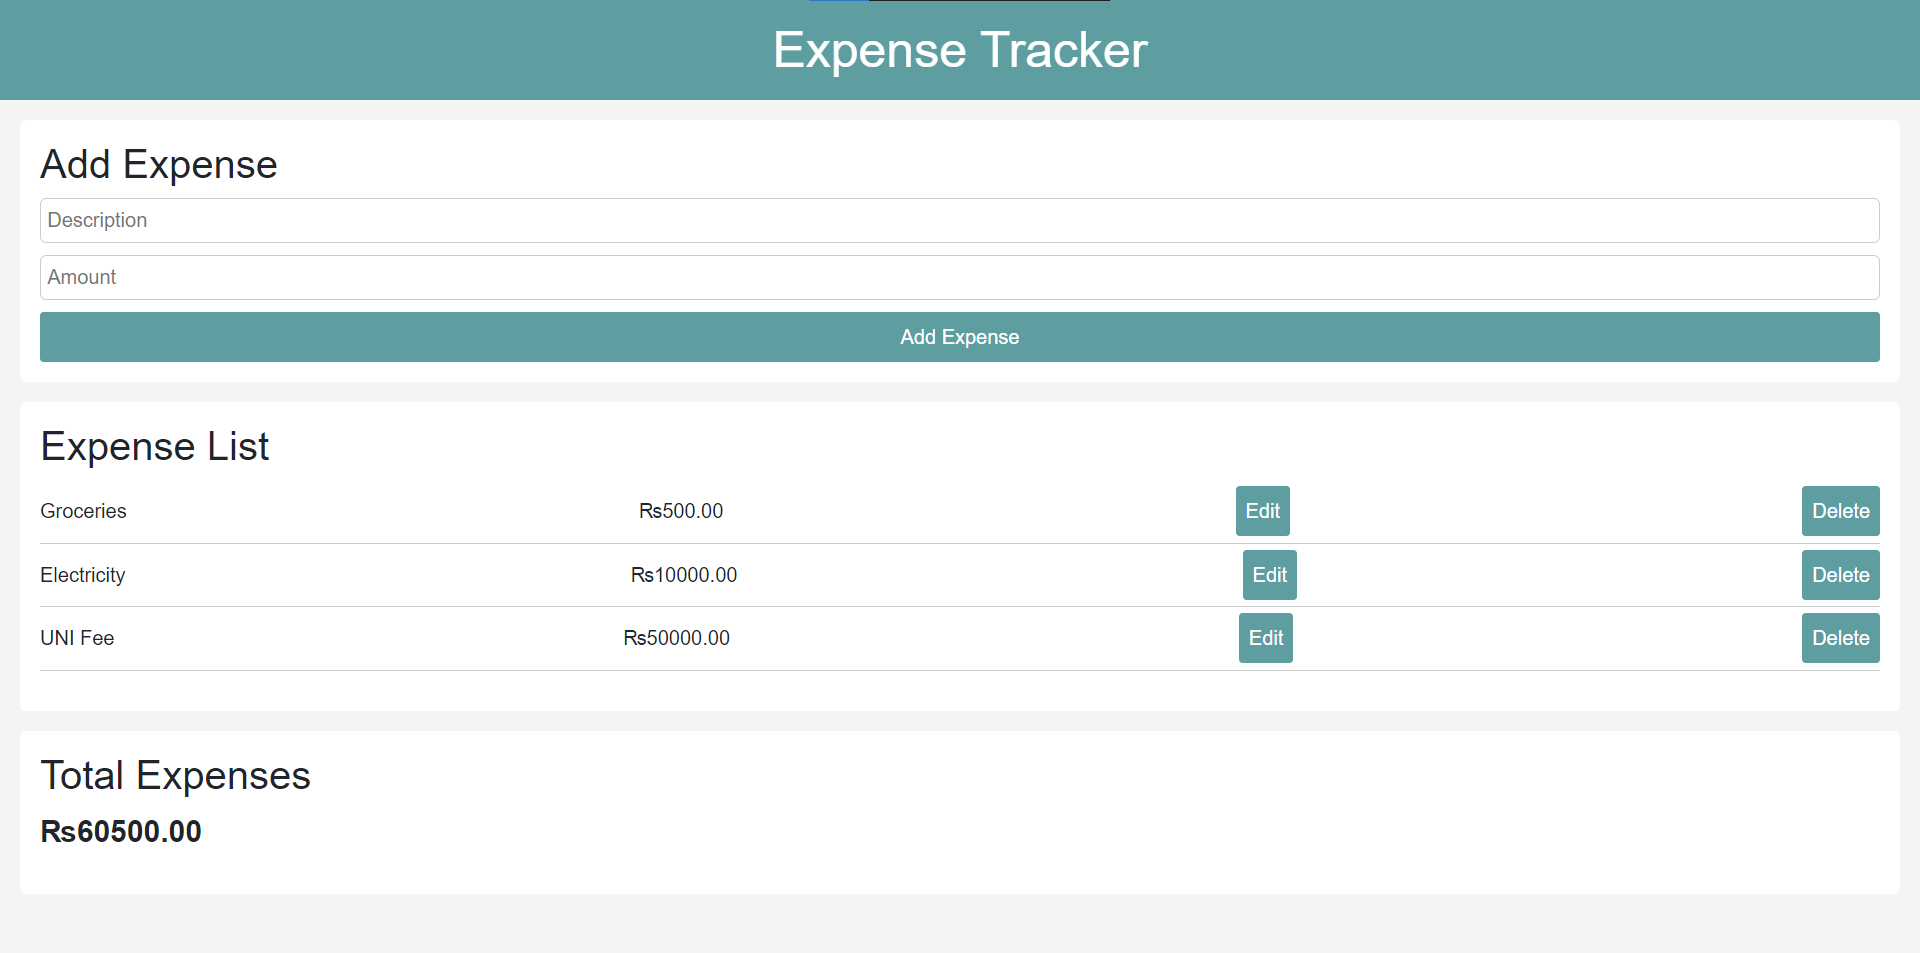 Expense Tracker
Add Expense
Description
Amount
Add Expense
Expense List
Groceries Rs500.00 Edit Delete
Electricity Rs10000.00 Edit Delete
UNI Fee Rs50000.00 Edit Delete
Total Expenses
Rs60500.00